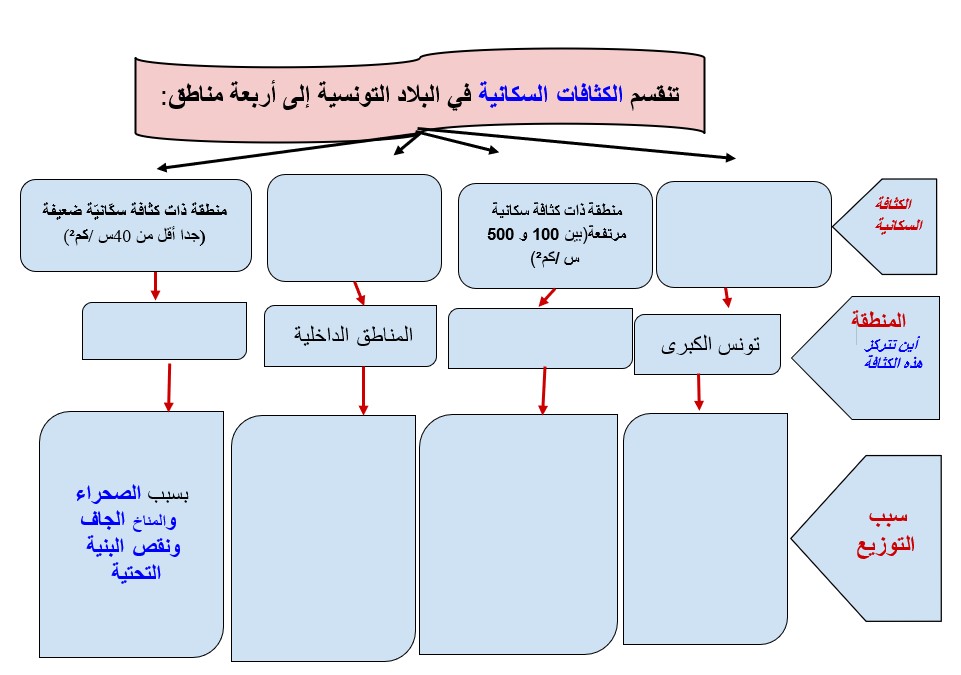 تنقسم الكثافات السكانية في البلاد التونسية إلى أربعة مناطق:
الكثافة
السكانية
منطقة ذات كثافة سكانية
مرتفعة(بين 100 و 500
س /كم²)
منطقة ذات كثافة سكّانيّة ضعيفة
(جدا أقل من 40س /كم²)
المنطقة
أين تتركز
هذه الكثافة
تونس الكبرى
المناطق الداخلية
سبب
التوزيع
بسبب الصحراء
والمناخ الجاف
ونقص البنية
التحتية